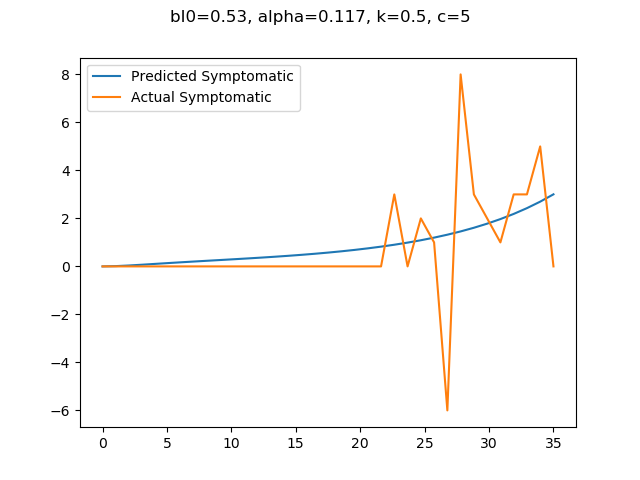 bI0=0.53, alpha=0.117, k=0.5, c=5
Predicted Symptomatic
Actual Symptomatic
8
6
4
2
0
−2
−4
−6
0 5 10 15 20 25 30 35